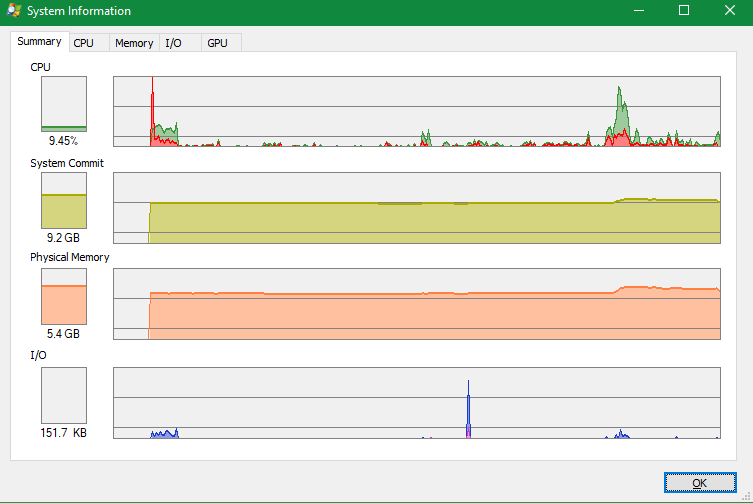 System Information
Summary CPU Memory I/O GPU
CPU
9.45%
System Commit
9.2 GB
Physical Memory
5.4 GB
I/O
151.7 KB
OK